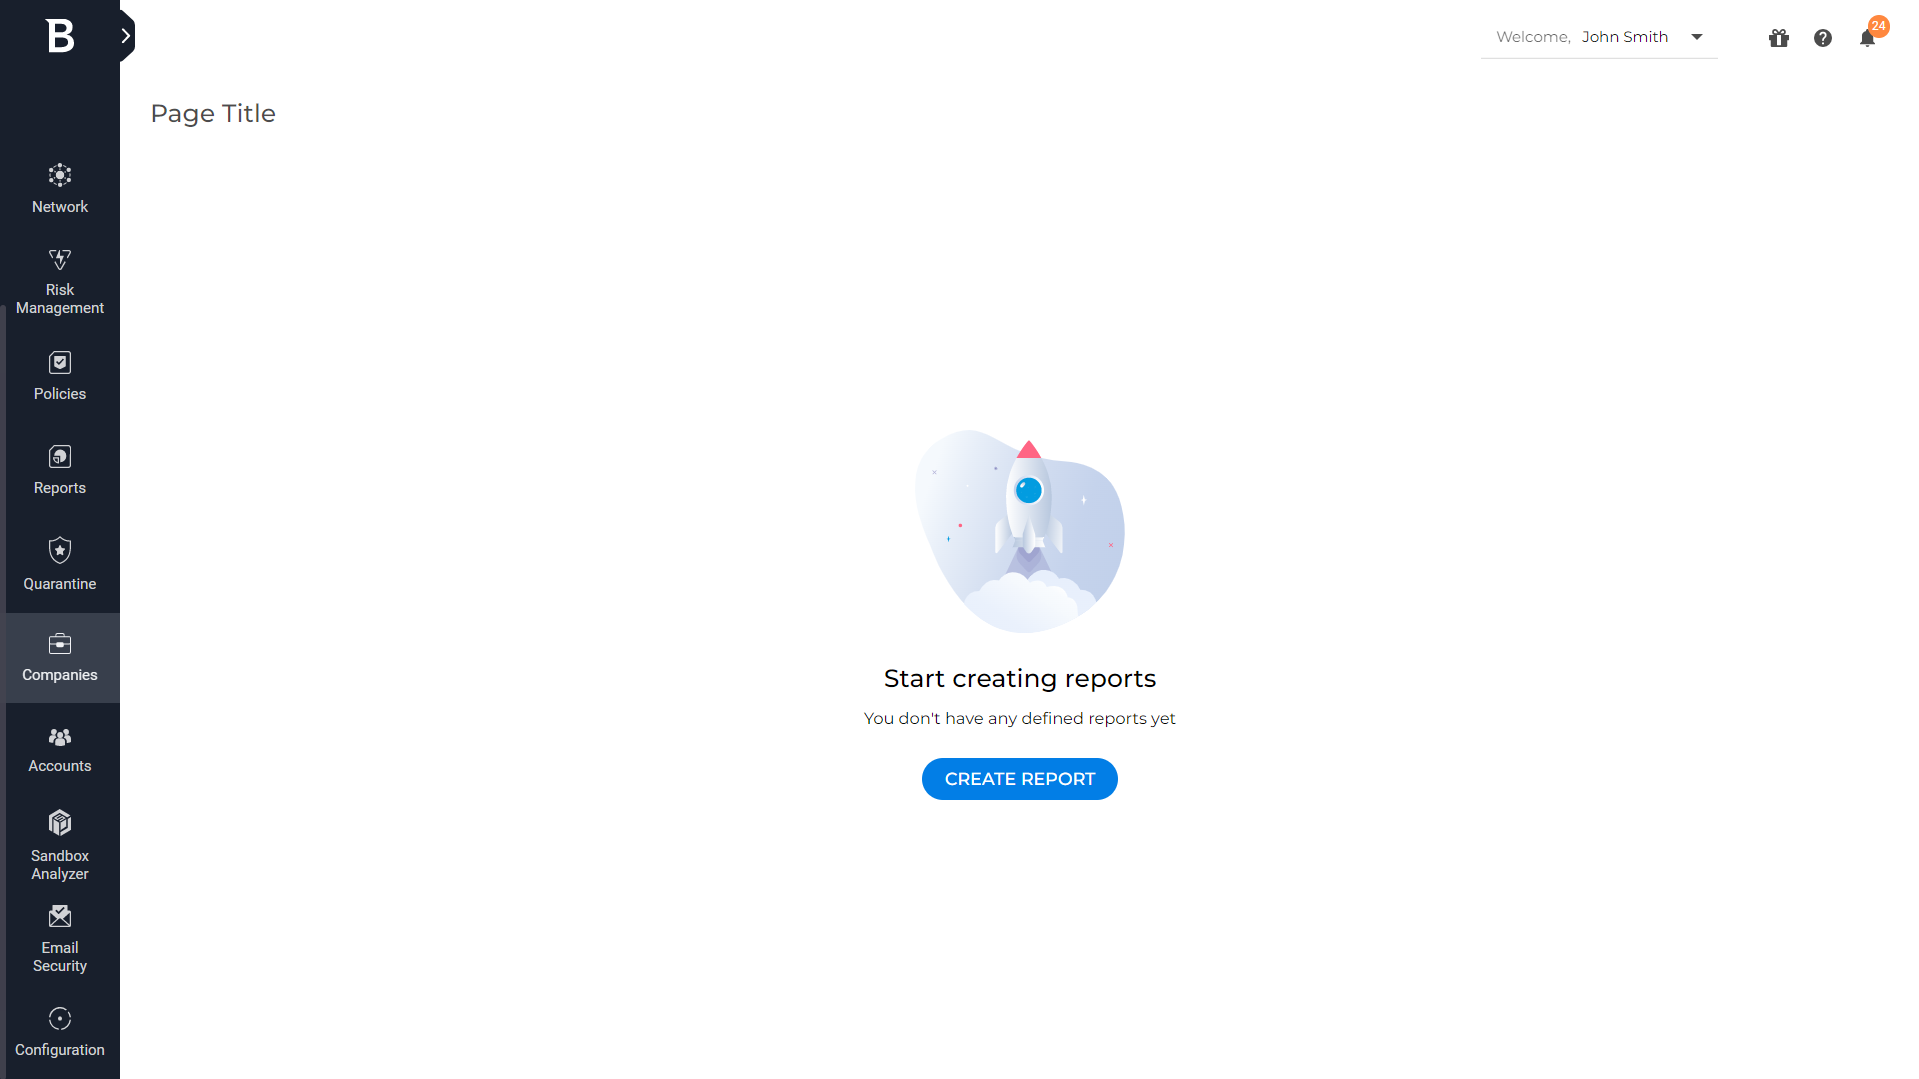 B
Welcome, John Smith
24
Page Title
Network
Risk
Management
Policies
Reports
Quarantine
Companies
Accounts
Sandbox
Analyzer
Email
Security
Configuration
Start creating reports
You don't have any defined reports yet
CREATE REPORT